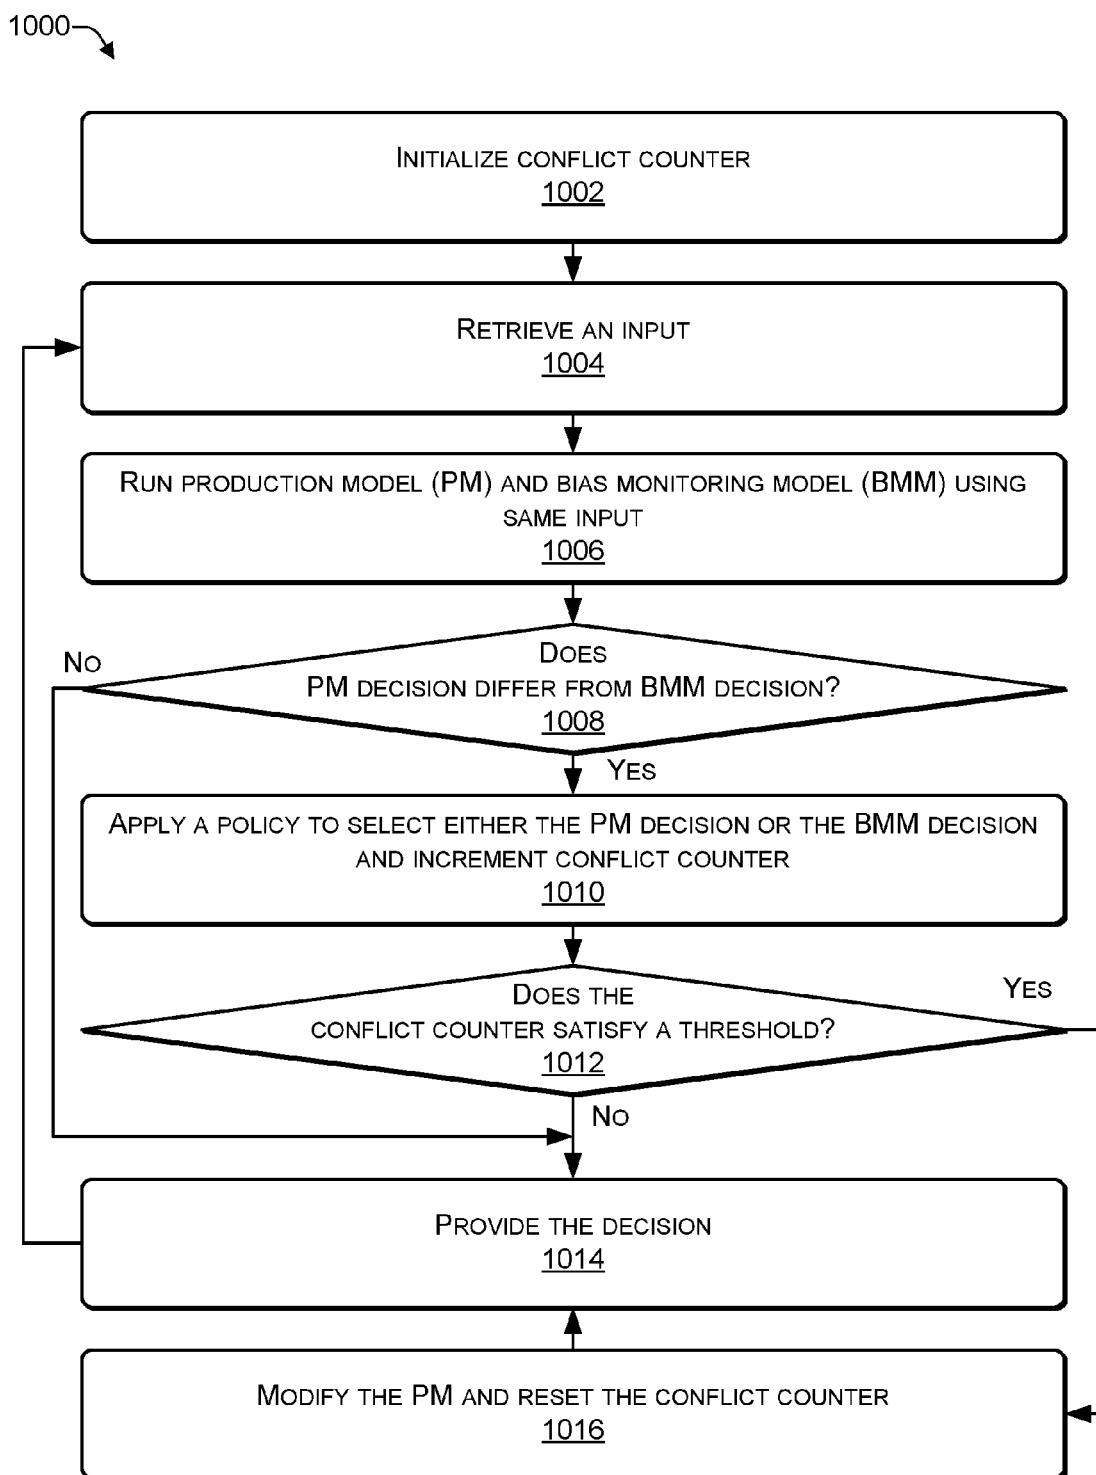 1000
INITIALIZE CONFLICT COUNTER
1002
RETRIEVE AN INPUT
1004
RUN PRODUCTION MODEL (PM) AND BIAS MONITORING MODEL (BMM) USING
SAME INPUT
1006
DOES
PM DECISION DIFFER FROM BMM DECISION?
1008
NO
YES
APPLY A POLICY TO SELECT EITHER THE PM DECISION OR THE BMM DECISION
AND INCREMENT CONFLICT COUNTER
1010
DOES THE
CONFLICT COUNTER SATISFY A THRESHOLD?
1012
YES
NO
PROVIDE THE DECISION
1014
MODIFY THE PM AND RESET THE CONFLICT COUNTER
1016